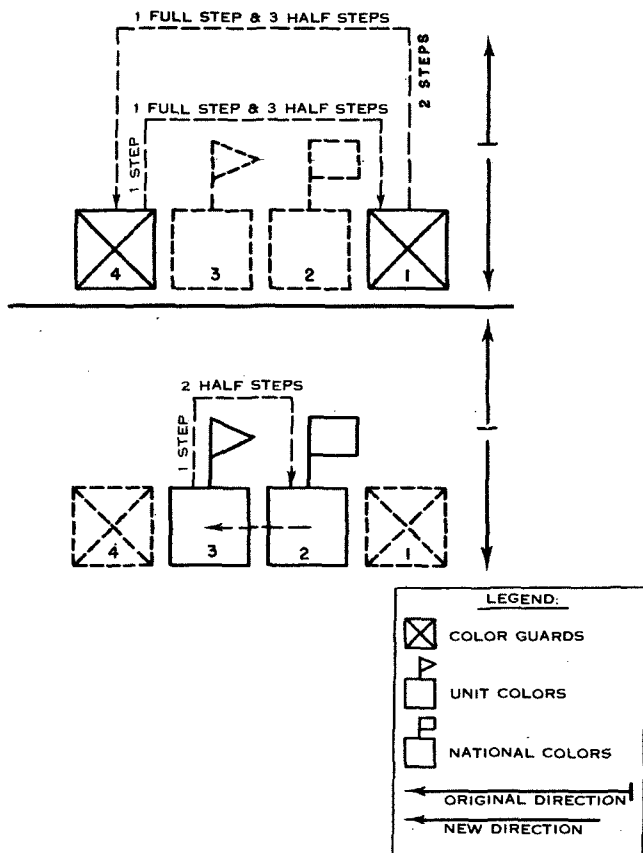 1 FULL STEP & 3 HALF STEPS
2 STEPS
1 FULL STEP & 3 HALF STEPS
1 STEP
4 3 2 1
2 HALF STEPS
1 STEP
4 3 2 1
LEGEND:
COLOR GUARDS
UNIT COLORS
NATIONAL COLORS
ORIGINAL DIRECTION
NEW DIRECTION